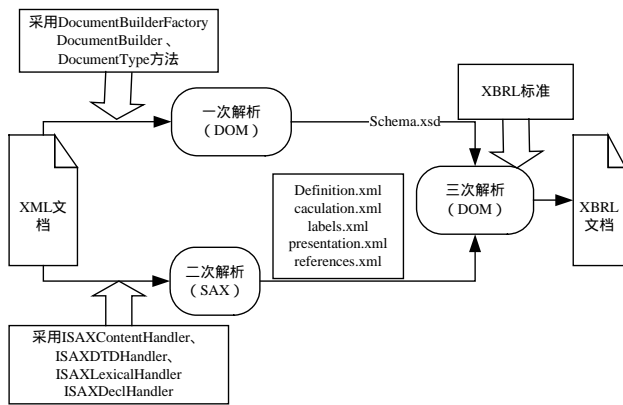 采用DocumentBuilderFactory
DocumentBuilder 、
DocumentType方法
XBRL标准
一次解析
（DOM）
Schema.xsd
XML文
档
Definition.xml
caculation.xml
labels.xml
presentation.xml
references.xml
三次解析
（DOM）
XBRL
文档
二次解析
（SAX）
采用ISAXContentHandler、
ISAXDTDHandler、
ISAXLexicalHandler
ISAXDeclHandler